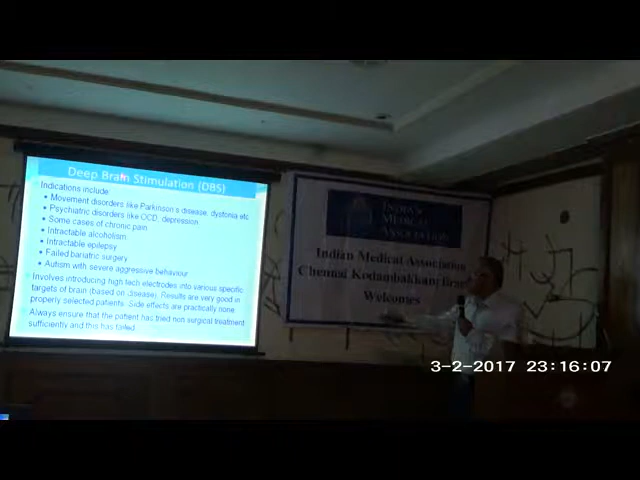 Deep Brain Stimulation (DBS)
Indications include:
• Movement disorders like Parkinson's disease, dystonia etc
• Psychiatric disorders like OCD, depression.
• Some cases of chronic pain
• Intractable alcoholism
• Intractable epilepsy
• Failed bariatric surgery
• Autism with severe aggressive behaviour
Involves introducing high tech electrodes into various specific
targets of brain (based on disease). Results are very good in
properly selected patients. Side effects are practically none
Always ensure that the patient has tried non surgical treatment
sufficiently and this has failed
INDIAN
MEDICAL
ASSOCIATION
Indian Medical Association
Chennai Kodambakkam
Welcomes
3-2-2017 23:16:07